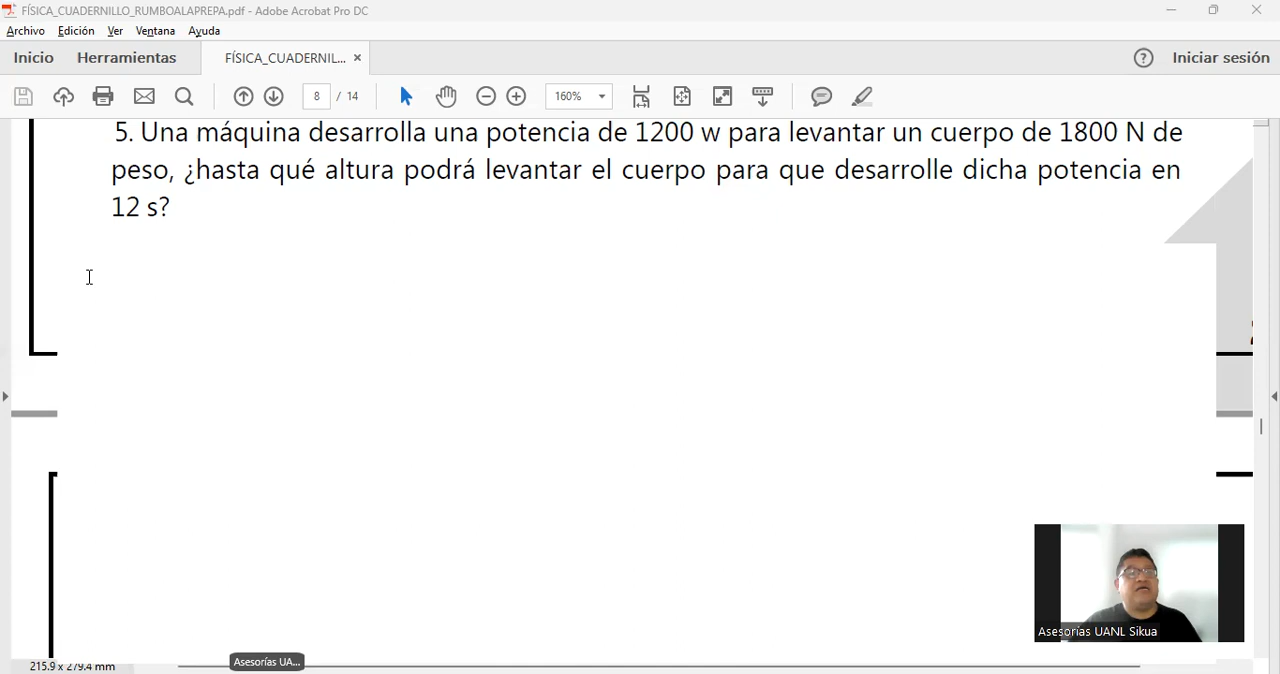 FÍSICA_CUADERNILLO_RUMBOALAPREPA.pdf - Adobe Acrobat Pro DC
Archivo Edición Ver Ventana Ayuda
Inicio Herramientas FÍSICA_CUADERNIL... × Iniciar sesión
8 / 14 160%
5. Una máquina desarrolla una potencia de 1200 w para levantar un cuerpo de 1800 N de
peso, ¿hasta qué altura podrá levantar el cuerpo para que desarrolle dicha potencia en
12 s?
Asesorías UANL Sikua
Asesorías UA...
215.9 x 279.4 mm